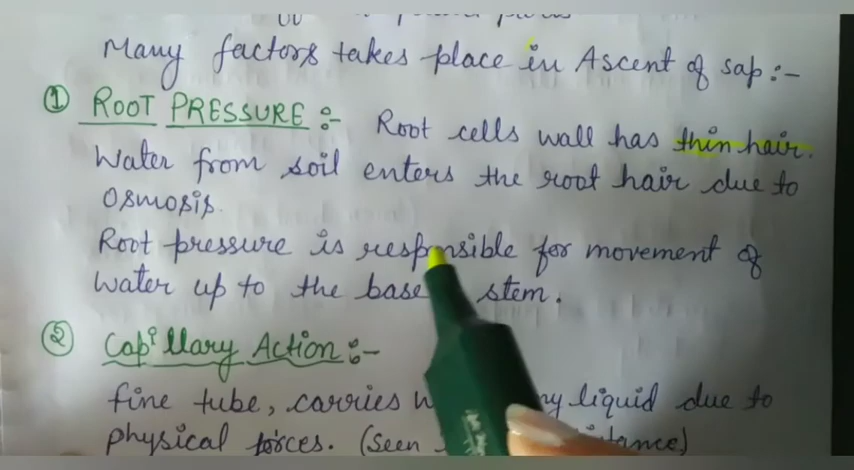 Many factors takes place in Ascent of sap :-
① ROOT PRESSURE :- Root cells wall has thin hair.
Water from soil enters the root hair due to
Osmosis.
Root pressure is responsible for movement of
Water up to the base stem.
② Capillary Action :-
fine tube, carries liquid due to
physical forces. (Seen